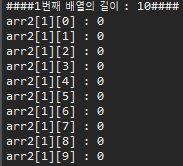 ####1번째 배열의 길이 : 10####
arr2[1][0] : 0
arr2[1][1] : 0
arr2[1][2] : 0
arr2[1][3] : 0
arr2[1][4] : 0
arr2[1][5] : 0
arr2[1][6] : 0
arr2[1][7] : 0
arr2[1][8] : 0
arr2[1][9] : 0